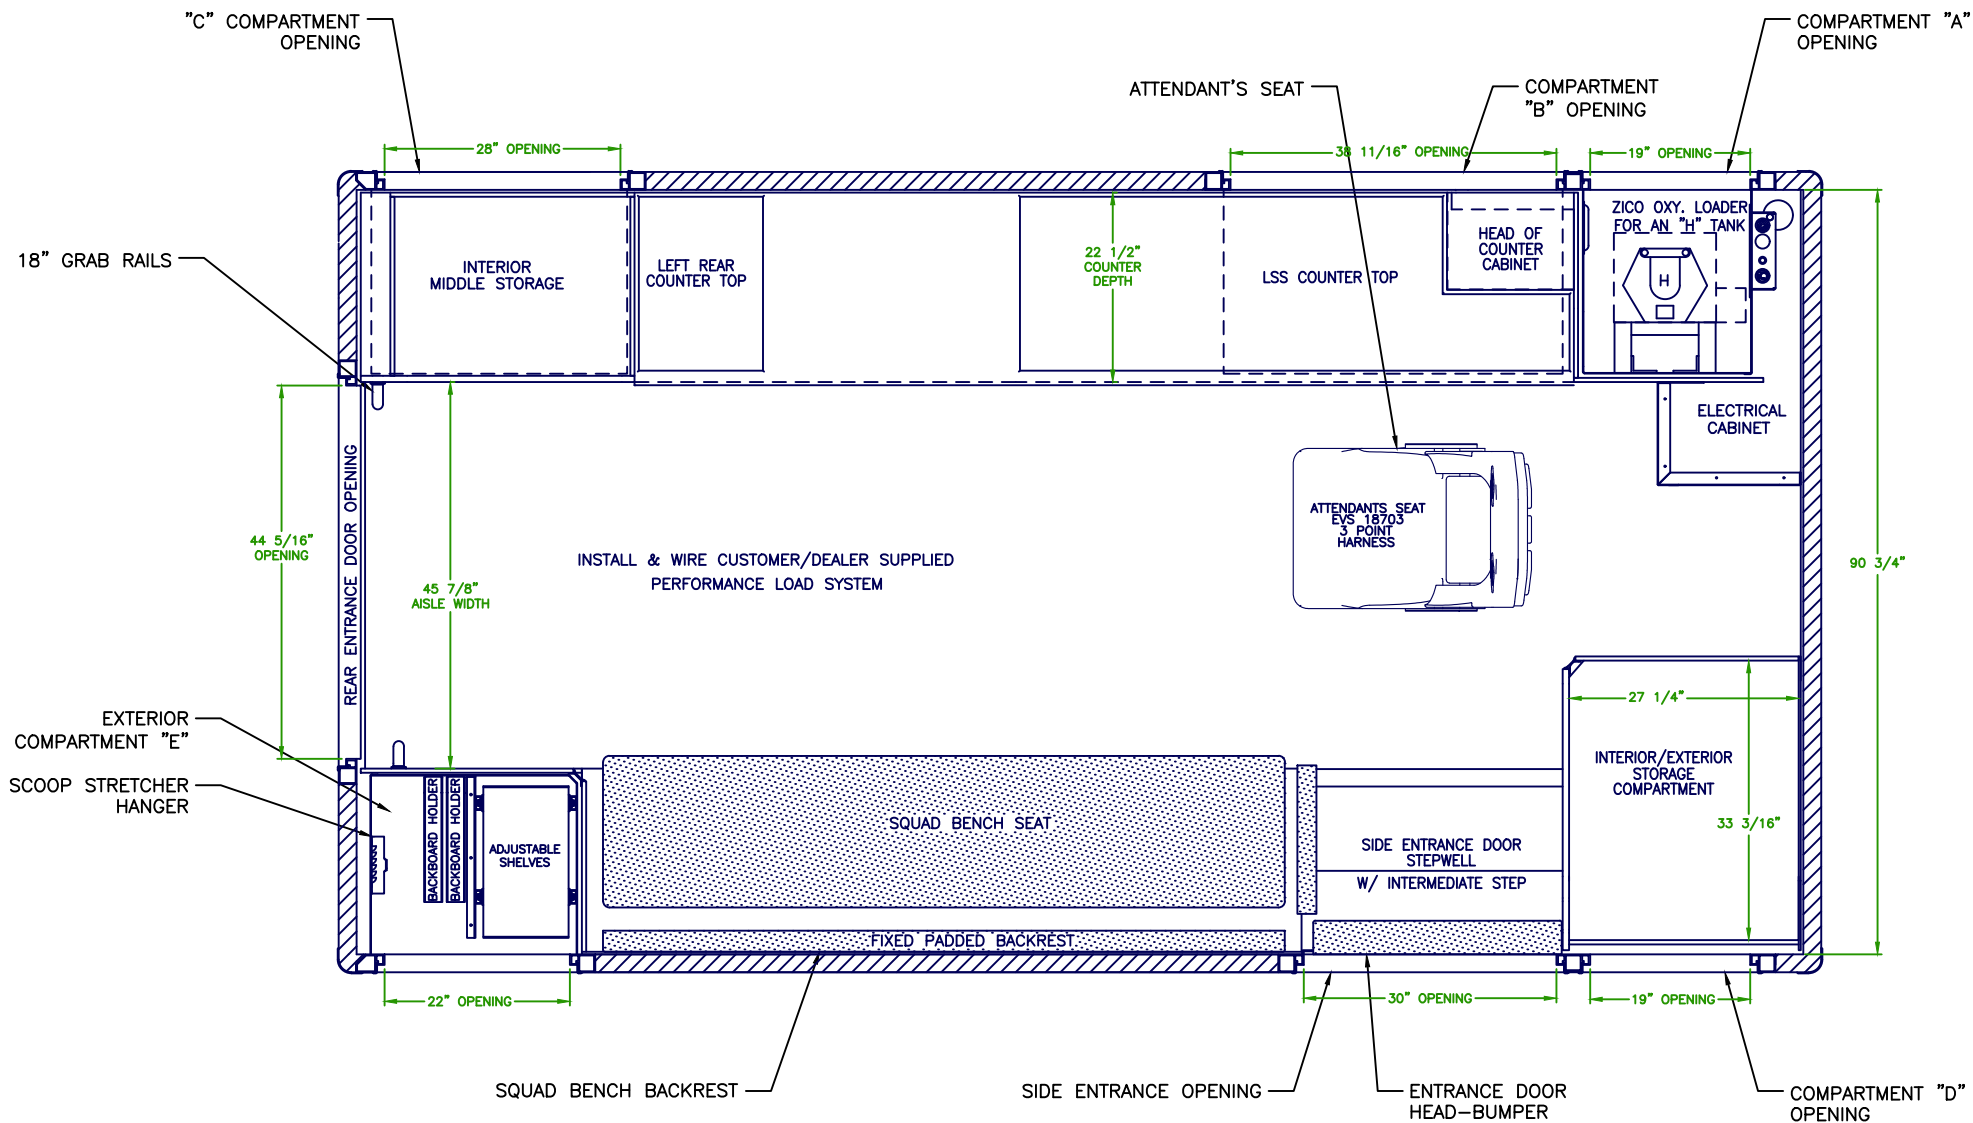 "C" COMPARTMENT
OPENING
COMPARTMENT "A"
OPENING
ATTENDANT'S SEAT
COMPARTMENT
"B" OPENING
28" OPENING
38 11/16" OPENING
19" OPENING
18" GRAB RAILS
INTERIOR
MIDDLE STORAGE
LEFT REAR
COUNTER TOP
22 1/2"
COUNTER
DEPTH
LSS COUNTER TOP
HEAD OF
COUNTER
CABINET
ZICO OXY. LOADER
FOR AN "H" TANK
H
ELECTRICAL
CABINET
REAR ENTRANCE DOOR OPENING
44 5/16"
OPENING
45 7/8"
AISLE WIDTH
INSTALL & WIRE CUSTOMER/DEALER SUPPLIED
PERFORMANCE LOAD SYSTEM
ATTENDANTS SEAT
EVS 18703
3 POINT
HARNESS
90 3/4"
27 1/4"
INTERIOR/EXTERIOR
STORAGE
COMPARTMENT
33 3/16"
EXTERIOR
COMPARTMENT "E"
SCOOP STRETCHER
HANGER
BACKBOARD HOLDER
BACKBOARD HOLDER
ADJUSTABLE
SHELVES
SQUAD BENCH SEAT
SIDE ENTRANCE DOOR
STEPWELL
W/ INTERMEDIATE STEP
FIXED PADDED BACKREST
22" OPENING
30" OPENING
19" OPENING
SQUAD BENCH BACKREST
SIDE ENTRANCE OPENING
ENTRANCE DOOR
HEAD-BUMPER
COMPARTMENT "D"
OPENING